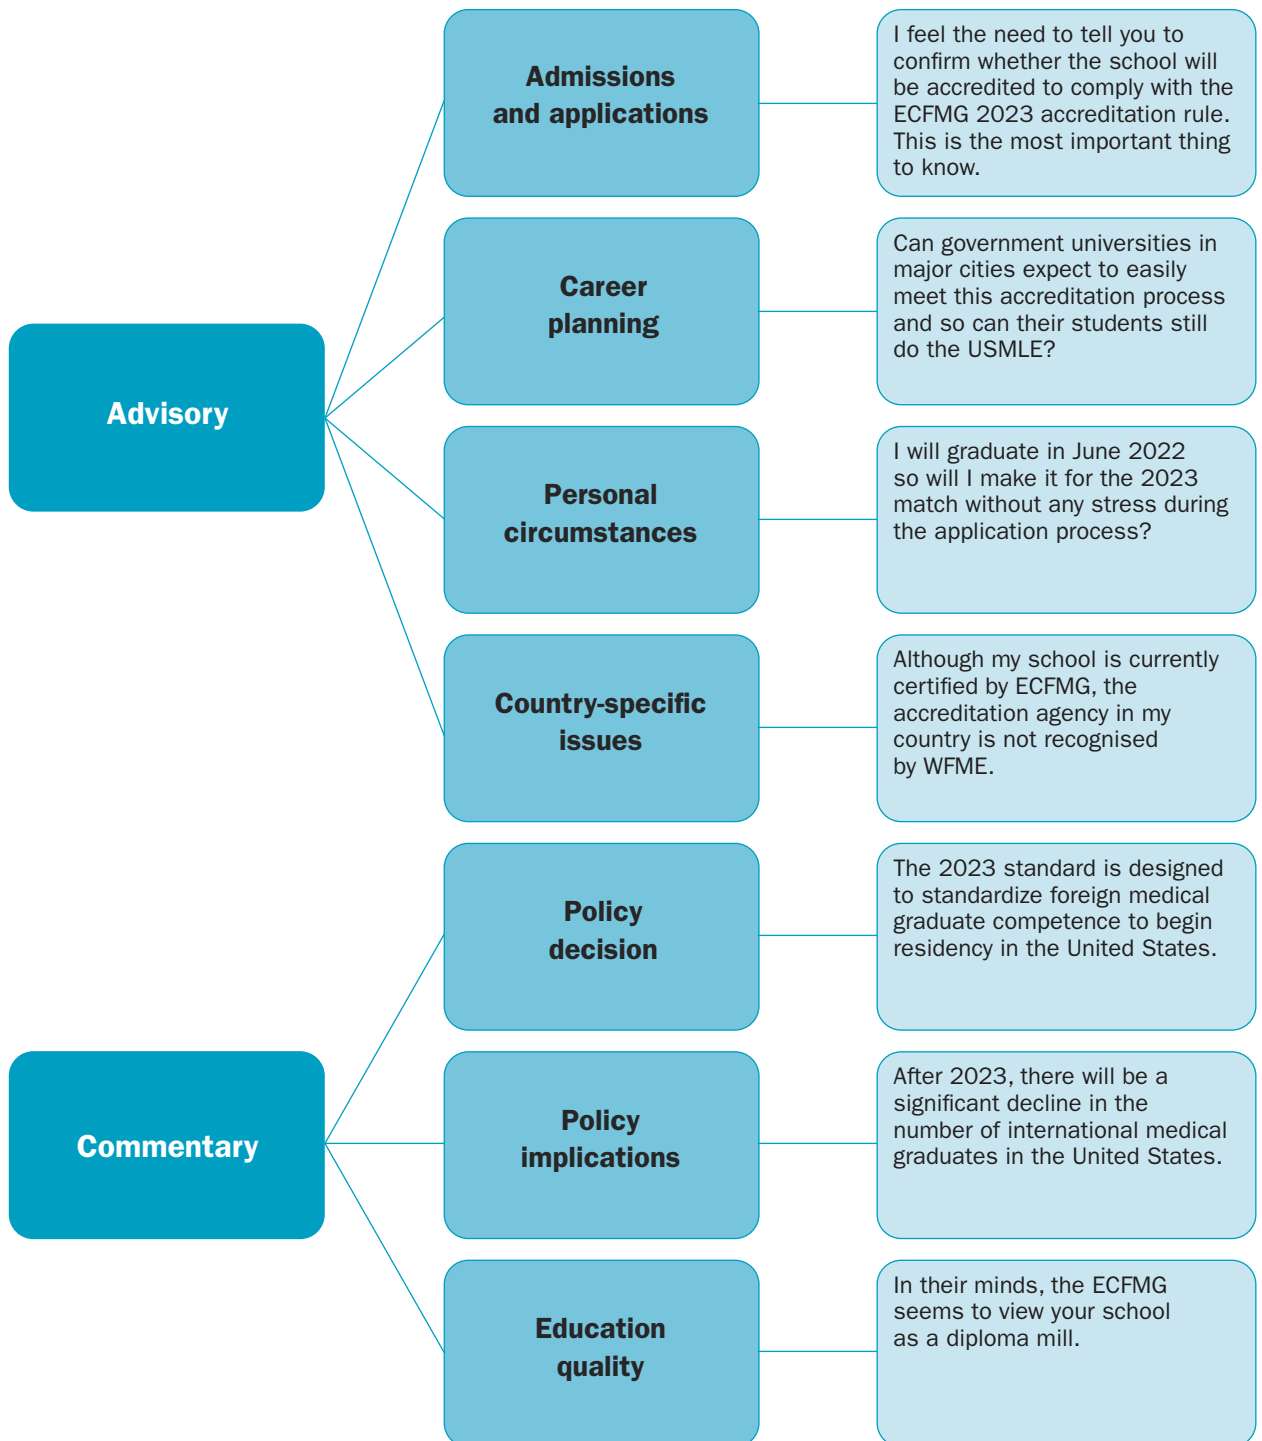 Advisory
Admissions
and applications
I feel the need to tell you to
confirm whether the school will
be accredited to comply with the
ECFMG 2023 accreditation rule.
This is the most important thing
to know.
Career
planning
Can government universities in
major cities expect to easily
meet this accreditation process
and so can their students still
do the USMLE?
Personal
circumstances
I will graduate in June 2022
so will I make it for the 2023
match without any stress during
the application process?
Country-specific
issues
Although my school is currently
certified by ECFMG, the
accreditation agency in my
country is not recognised
by WFME.
Commentary
Policy
decision
The 2023 standard is designed
to standardize foreign medical
graduate competence to begin
residency in the United States.
Policy
implications
After 2023, there will be a
significant decline in the
number of international medical
graduates in the United States.
Education
quality
In their minds, the ECFMG
seems to view your school
as a diploma mill.